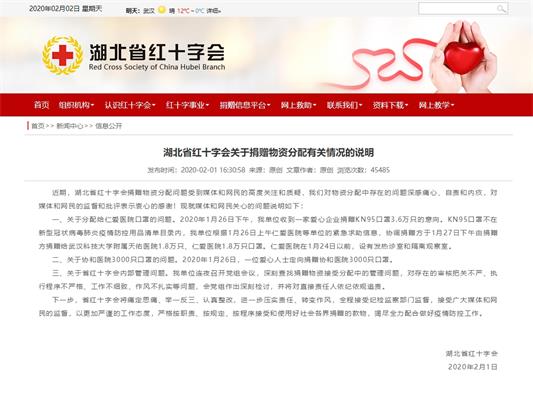 2020年02月02日 星期天
明天: 武汉 晴 12℃~0℃ 详细»
湖北省红十字会
Red Cross Society of China Hubei Branch
首页 组织机构 认识红十字会 红十字事业 捐赠信息平台 网上救助 联系我们 资料下载 网上教学
首页>> 新闻中心>> 信息公开
湖北省红十字会关于捐赠物资分配有关情况的说明
发布时间:2020-02-01 16:30:58 来源:原创 文章作者:原创 浏览次数:45485
近期,湖北省红十字会捐赠物资分配问题受到媒体和网民的高度关注和质疑,我们对物资分配中存在的问题深感痛心、自责和内疚,对
媒体和网民的监督和批评表示衷心的感谢!现就媒体和网民关心的问题说明如下:
一、关于分配给仁爱医院口罩的问题。2020年1月26日下午,我单位收到一家爱心企业捐赠KN95口罩3.6万只的意向。KN95口罩不在
新型冠状病毒肺炎疫情防控应用品清单目录内,我单位根据1月26日上午仁爱医院等单位的紧急求助信息,协调捐赠方于1月27日下午由捐
方捐赠给武汉科技大学附属天佑医院1.8万只、仁爱医院1.8万只口罩。仁爱医院在1月24日以前,设有发热诊室和隔离观察室。
二、关于协和医院3000只口罩的问题。2020年1月26日,一位爱心人士定向捐赠协和医院3000只口罩。
三、关于省红十字会内部管理问题。我单位连夜召开党组会议,深刻查找捐赠物资接受分配中的管理问题,对存在的审核把关不严、执
行程序不严格、工作不细致、作风不扎实等问题,会党组作出深刻检讨,并将对直接责任人依纪依规追责。
下一步,省红十字会将痛定思痛、举一反三、认真整改,进一步压实责任、转变作风,全程接受纪检监察部门监督,接受广大媒体和网
民的监督,以更加严谨的工作态度,严格按职责、按规定、按程序接受和使用好社会各界捐赠的款物,竭尽全力配合做好疫情防控工作。
湖北省红十字会
2020年2月1日